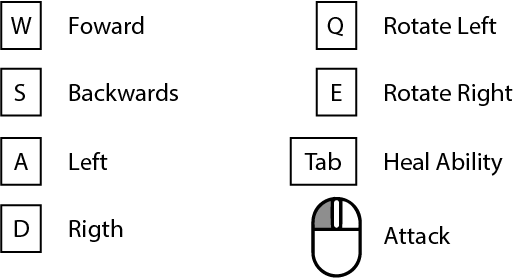 W Foward
S Backwards
A Left
D Rigth
Q Rotate Left
E Rotate Right
Tab Heal Ability
Attack